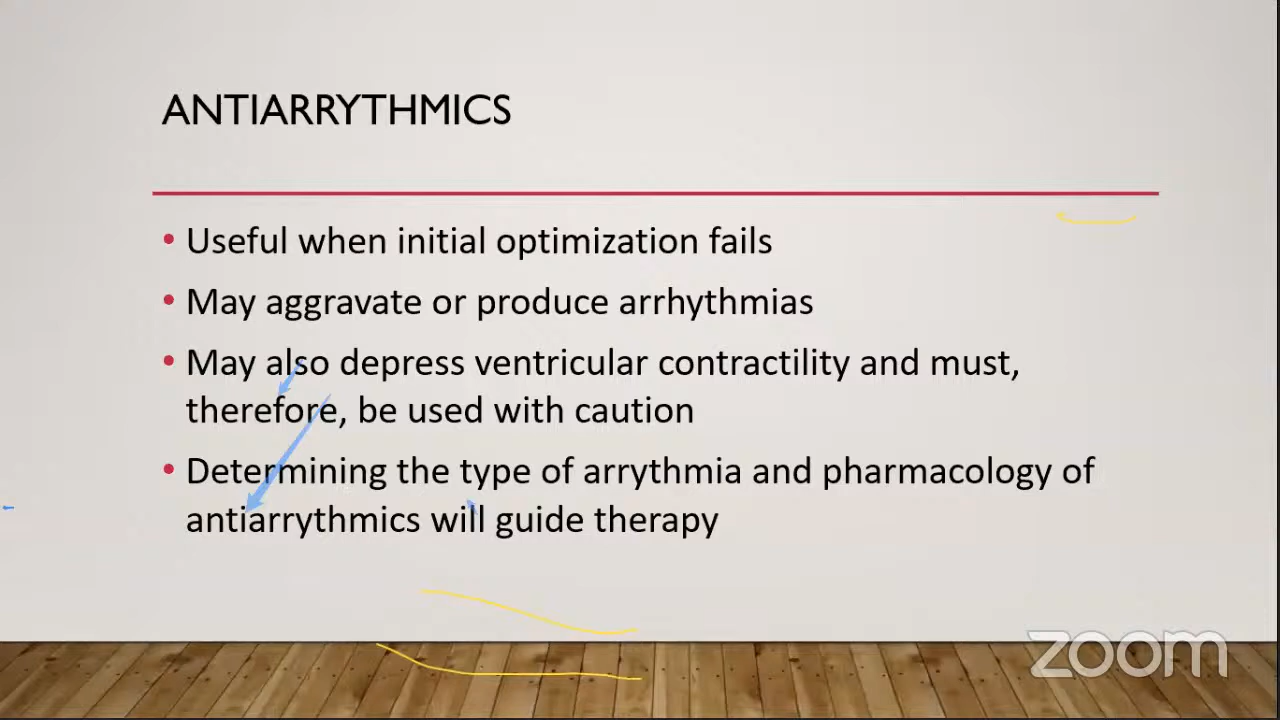 ANTIARRYTHMICS
• Useful when initial optimization fails
• May aggravate or produce arrhythmias
• May also depress ventricular contractility and must,
therefore, be used with caution
• Determining the type of arrythmia and pharmacology of
antiarrythmics will guide therapy
zoom